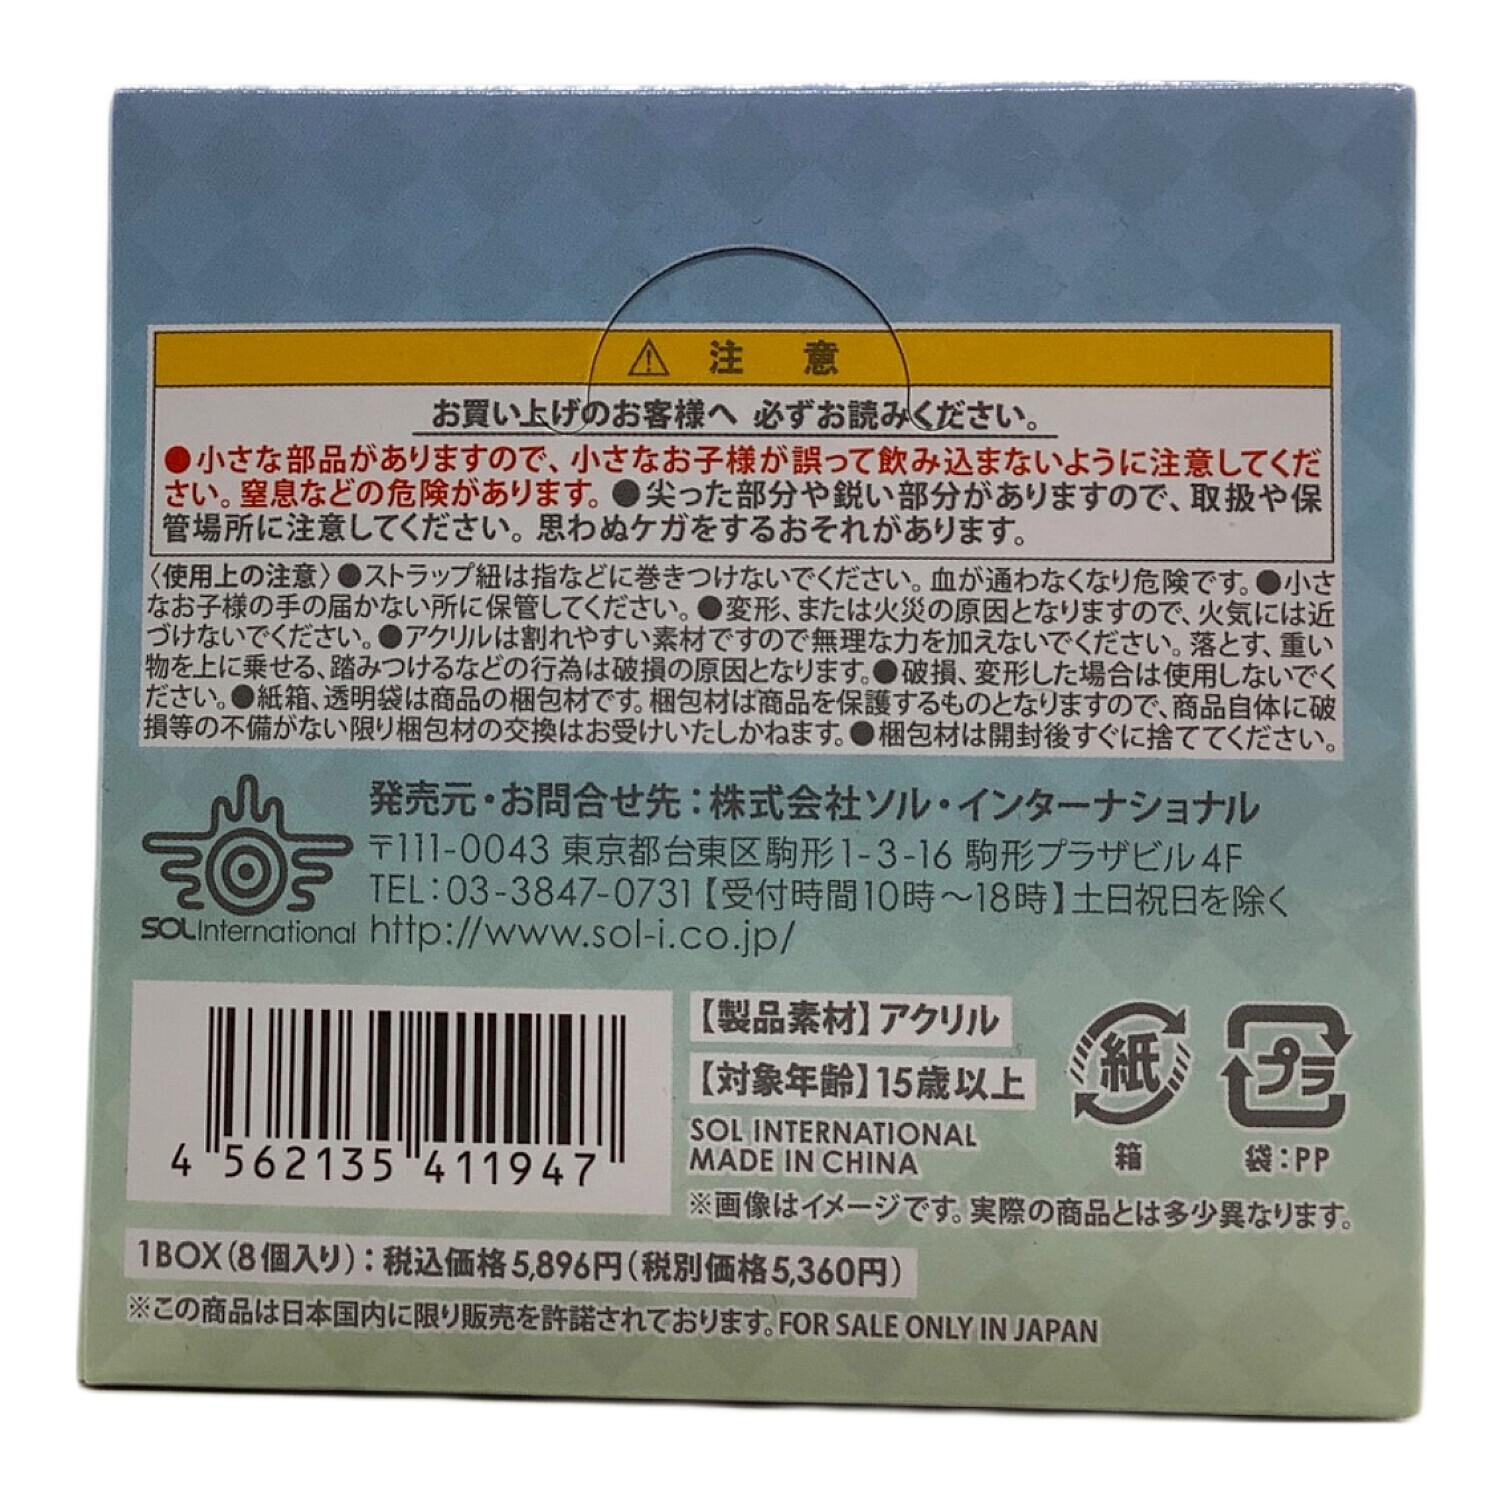 ⚠ 注 意
お買い上げのお客様へ 必ずお読みください。
●小さな部品がありますので、小さなお子様が誤って飲み込まないように注意してくだ
さい。窒息などの危険があります。●尖った部分や鋭い部分がありますので、取扱や保
管場所に注意してください。思わぬケガをするおそれがあります。
〈使用上の注意〉●ストラップ紐は指などに巻きつけないでください。血が通わなくなり危険です。●小さ
なお子様の手の届かない所に保管してください。●変形、または火災の原因となりますので、火気には近
づけないでください。●アクリルは割れやすい素材ですので無理な力を加えないでください。落とす、重い
物を上に乗せる、踏みつけるなどの行為は破損の原因となります。●破損、変形した場合は使用しないでく
ださい。●紙箱、透明袋は商品の梱包材です。梱包材は商品を保護するものとなりますので、商品自体に破
損等の不備がない限り梱包材の交換はお受けいたしかねます。●梱包材は開封後すぐに捨ててください。
発売元・お問合せ先:株式会社ソル・インターナショナル
〒111-0043 東京都台東区駒形1-3-16 駒形プラザビル4F
TEL:03-3847-0731【受付時間10時〜18時】土日祝日を除く
SOL International http://www.sol-i.co.jp/
4 562135 411947
【製品素材】アクリル
【対象年齢】15歳以上
SOL INTERNATIONAL
MADE IN CHINA
紙
箱
プラ
袋:PP
※画像はイメージです。実際の商品とは多少異なります。
1BOX(8個入り):税込価格5,896円(税別価格5,360円)
※この商品は日本国内に限り販売を許諾されております。FOR SALE ONLY IN JAPAN